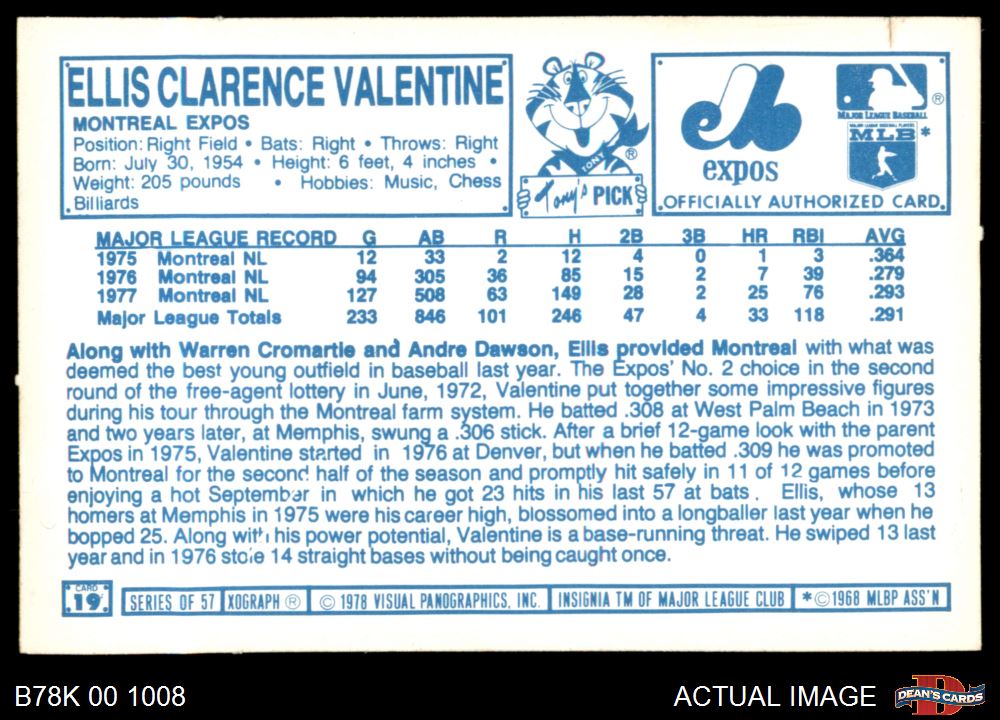 ELLIS CLARENCE VALENTINE
MONTREAL EXPOS
Position: Right Field • Bats: Right • Throws: Right
Born: July 30, 1954 • Height: 6 feet, 4 inches •
Weight: 205 pounds • Hobbies: Music, Chess
Billiards
TONY ®
Tony's PICK
expos
®
MAJOR LEAGUE BASEBALL
MAJOR LEAGUE BASEBALL PLAYERS
MLB *
OFFICIALLY AUTHORIZED CARD
MAJOR LEAGUE RECORD G AB R H 2B 3B HR RBI AVG
1975 Montreal NL 12 33 2 12 4 0 1 3 .364
1976 Montreal NL 94 305 36 85 15 2 7 39 .279
1977 Montreal NL 127 508 63 149 28 2 25 76 .293
Major League Totals 233 846 101 246 47 4 33 118 .291
Along with Warren Cromartie and Andre Dawson, Ellis provided Montreal with what was
deemed the best young outfield in baseball last year. The Expos' No. 2 choice in the second
round of the free-agent lottery in June, 1972, Valentine put together some impressive figures
during his tour through the Montreal farm system. He batted .308 at West Palm Beach in 1973
and two years later, at Memphis, swung a .306 stick. After a brief 12-game look with the parent
Expos in 1975, Valentine started in 1976 at Denver, but when he batted .309 he was promoted
to Montreal for the second half of the season and promptly hit safely in 11 of 12 games before
enjoying a hot September in which he got 23 hits in his last 57 at bats. Ellis, whose 13
homers at Memphis in 1975 were his career high, blossomed into a longballer last year when he
bopped 25. Along with his power potential, Valentine is a base-running threat. He swiped 13 last
year and in 1976 stole 14 straight bases without being caught once.
CARD
19
SERIES OF 57 XOGRAPH ® © 1978 VISUAL PANOGRAPHICS, INC. INSIGNIA TM OF MAJOR LEAGUE CLUB *©1968 MLBP ASS'N
B78K 00 1008 ACTUAL IMAGE DEAN'S CARDS